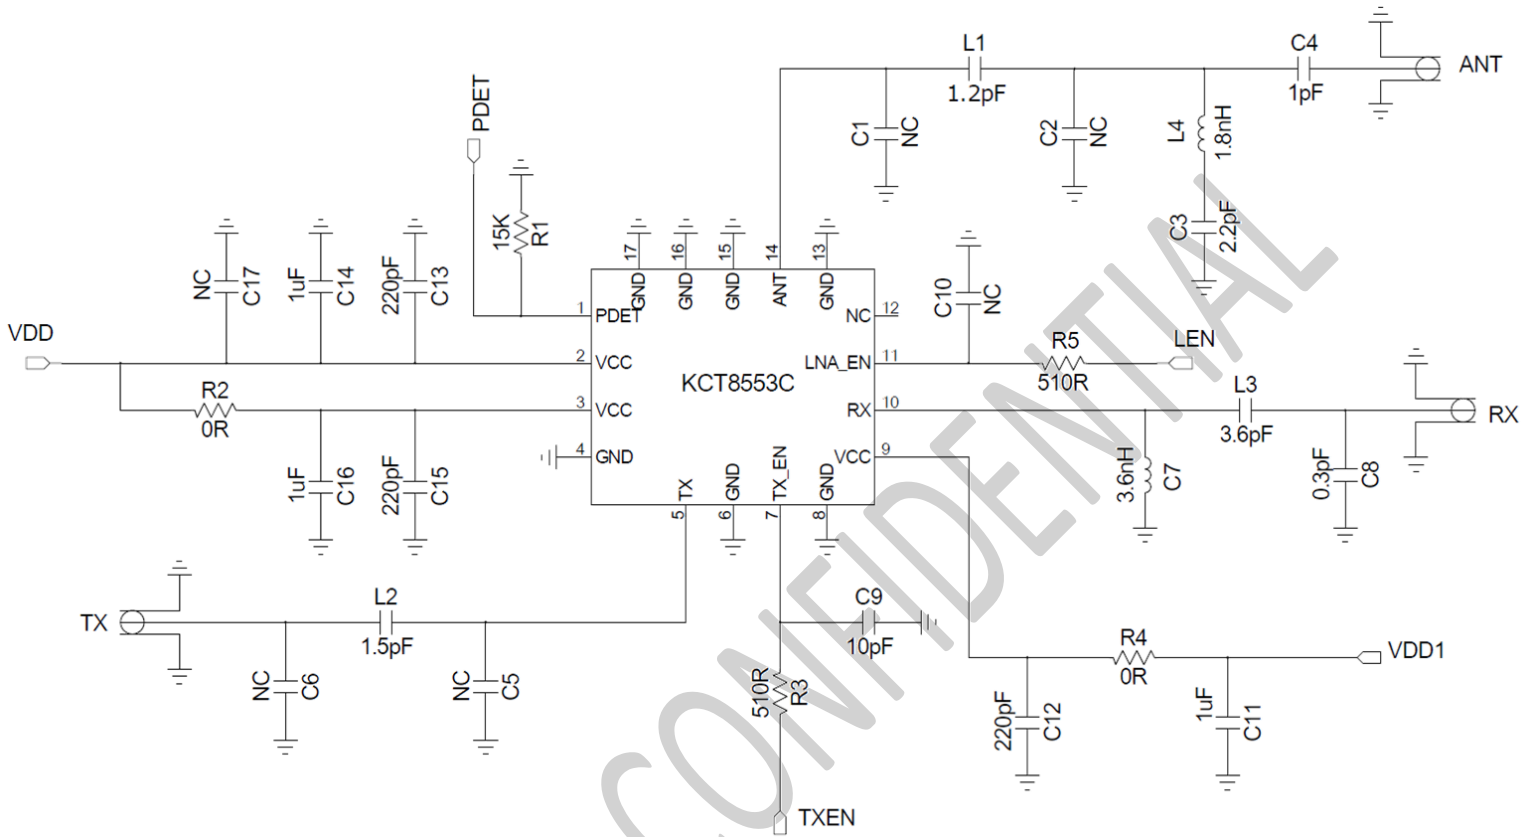 L1
1.2pF
C4
1pF
ANT
C1
NC
C2
NC
L4
1.8nH
C3
2.2pF
PDET
15K
R1
NC
C17
1uF
C14
220pF
C13
17
16
15
14
13
GND
GND
GND
ANT
GND
C10
NC
VDD
1
PDET
NC
12
2
VCC
LNA_EN
11
R5
510R
LEN
KCT8553C
R2
0R
3
VCC
RX
10
L3
3.6pF
RX
4
GND
VCC
9
1uF
C16
220pF
C15
TX
GND
TX_EN
GND
5
6
7
8
3.6nH
C7
0.3pF
C8
TX
L2
1.5pF
NC
C6
NC
C5
C9
10pF
510R
R3
R4
0R
VDD1
220pF
C12
1uF
C11
TXEN
CONFIDENTIAL